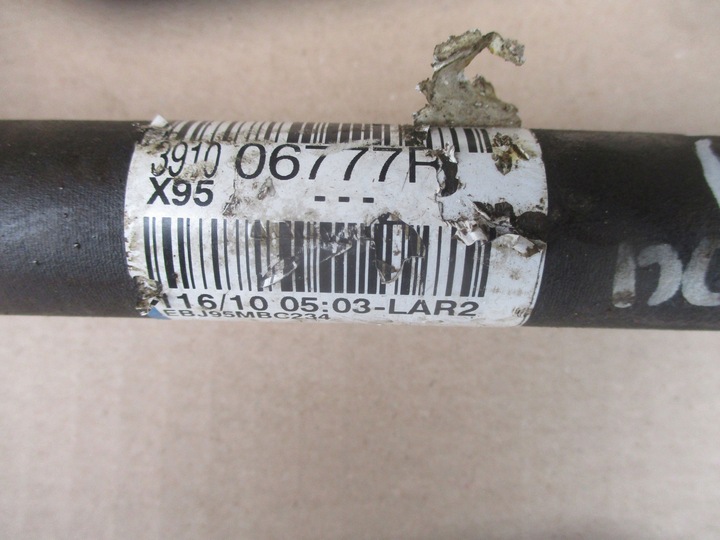 3910 06777R
X95 ---
116/10 05:03-LAR2
EBJ95MBC234